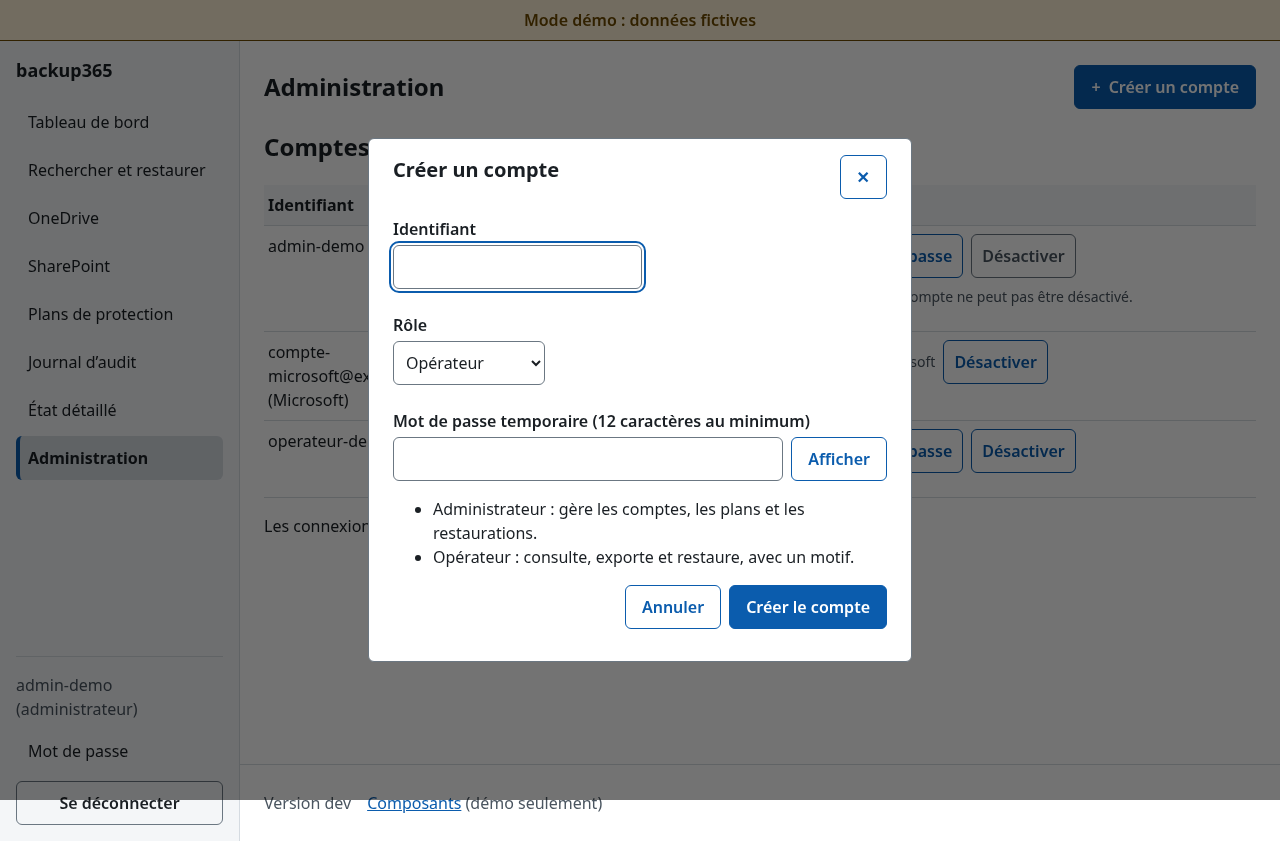 Mode démo : données fictives
backup365
Tableau de bord
Rechercher et restaurer
OneDrive
SharePoint
Plans de protection
Journal d’audit
État détaillé
Administration
admin-demo
(administrateur)
Mot de passe
Se déconnecter
Administration
+ Créer un compte
Comptes
Identifiant
admin-demo
passe
Désactiver
compte ne peut pas être désactivé.
compte-
microsoft@ex
(Microsoft)
soft
Désactiver
operateur-de
passe
Désactiver
Les connexion
Créer un compte
×
Identifiant
Rôle
Opérateur
Mot de passe temporaire (12 caractères au minimum)
Afficher
• Administrateur : gère les comptes, les plans et les
restaurations.
• Opérateur : consulte, exporte et restaure, avec un motif.
Annuler
Créer le compte
Version dev Composants (démo seulement)